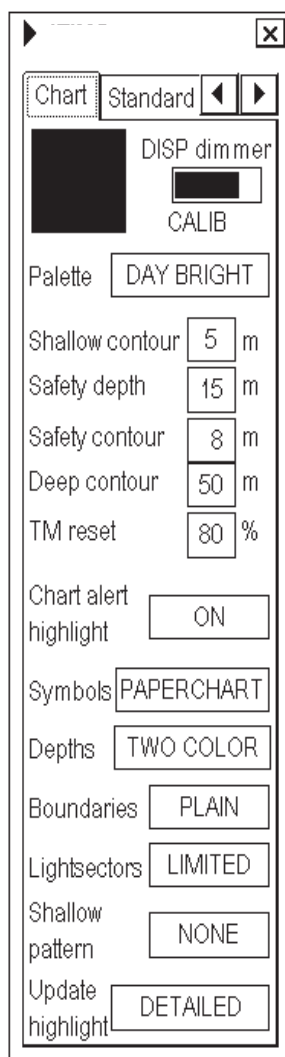 Chart Standard
DISP dimmer
CALIB
Palette DAY BRIGHT
Shallow contour 5 m
Safety depth 15 m
Safety contour 8 m
Deep contour 50 m
TM reset 80 %
Chart alert
highlight ON
Symbols PAPERCHART
Depths TWO COLOR
Boundaries PLAIN
Lightsectors LIMITED
Shallow
pattern NONE
Update
highlight DETAILED